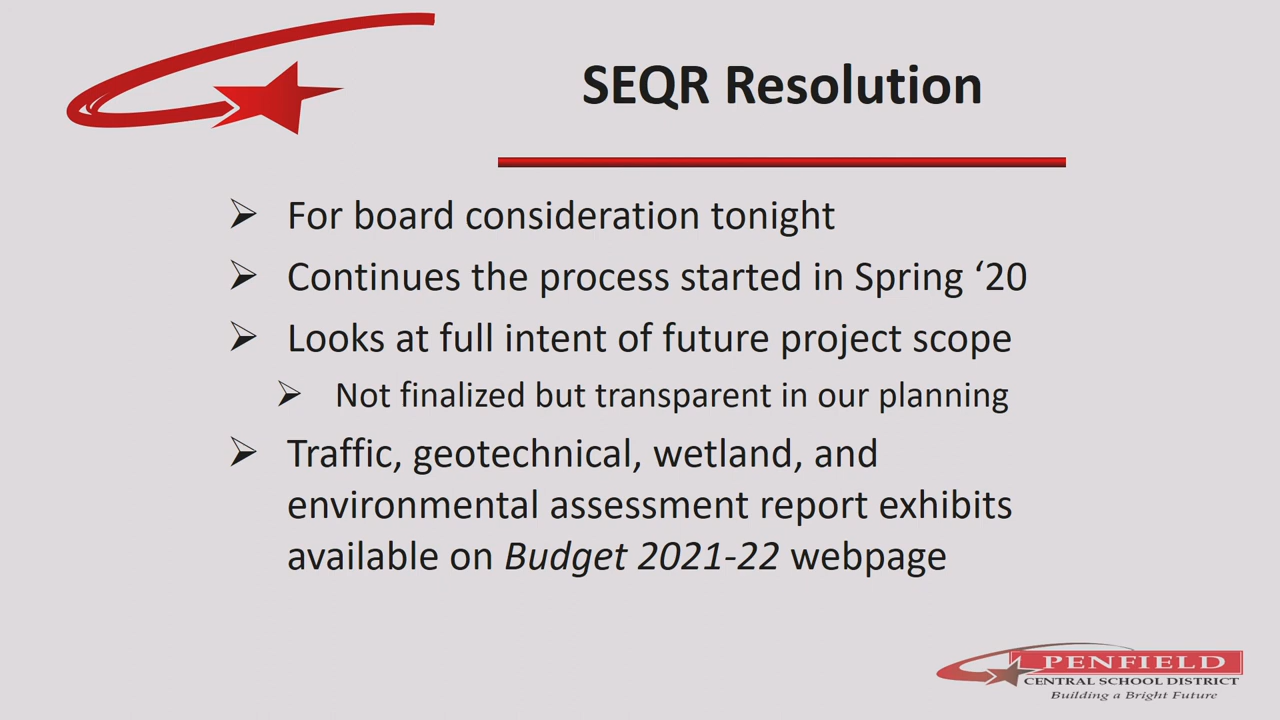 SEQR Resolution
For board consideration tonight
Continues the process started in Spring ‘20
Looks at full intent of future project scope
Not finalized but transparent in our planning
Traffic, geotechnical, wetland, and
environmental assessment report exhibits
available on Budget 2021-22 webpage
PENFIELD
CENTRAL SCHOOL DISTRICT
Building a Bright Future